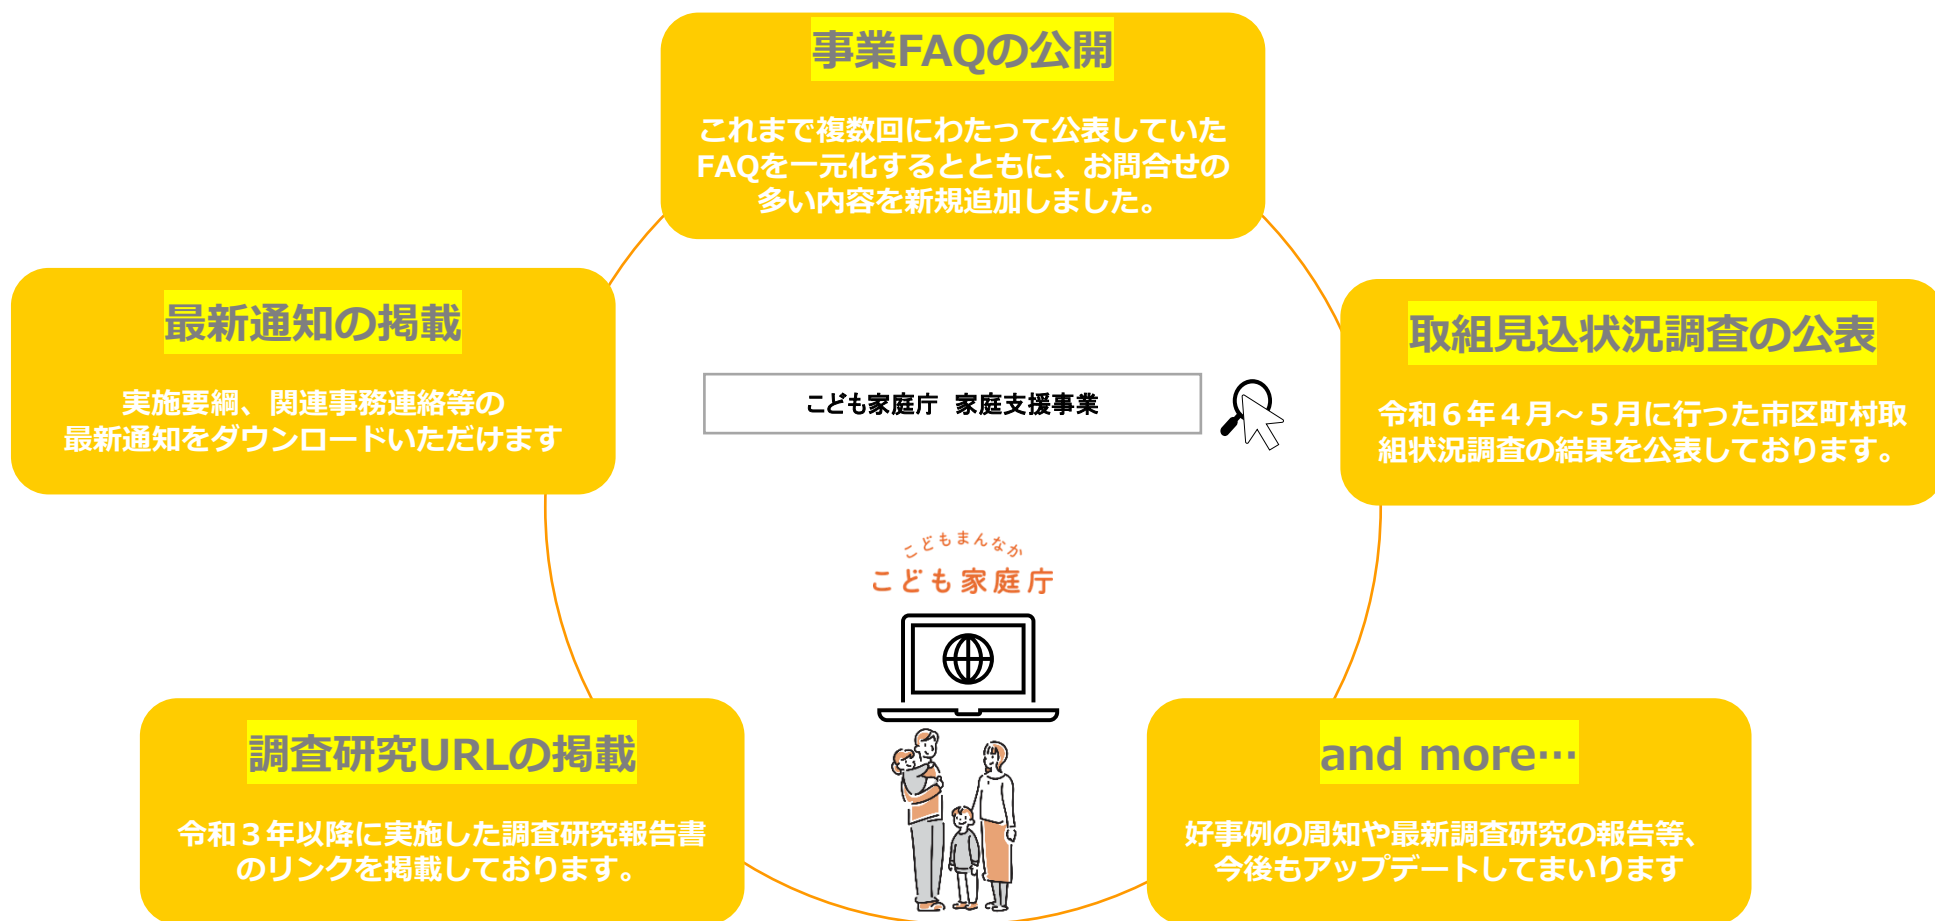 事業FAQの公開
これまで複数回にわたって公表していた
FAQを一元化するとともに、お問合せの
多い内容を新規追加しました。
最新通知の掲載
実施要綱、関連事務連絡等の
最新通知をダウンロードいただけます
取組見込状況調査の公表
令和６年４月～５月に行った市区町村取
組状況調査の結果を公表しております。
こども家庭庁 家庭支援事業
こどもまんなか
こども家庭庁
調査研究URLの掲載
令和３年以降に実施した調査研究報告書
のリンクを掲載しております。
and more…
好事例の周知や最新調査研究の報告等、
今後もアップデートしてまいります